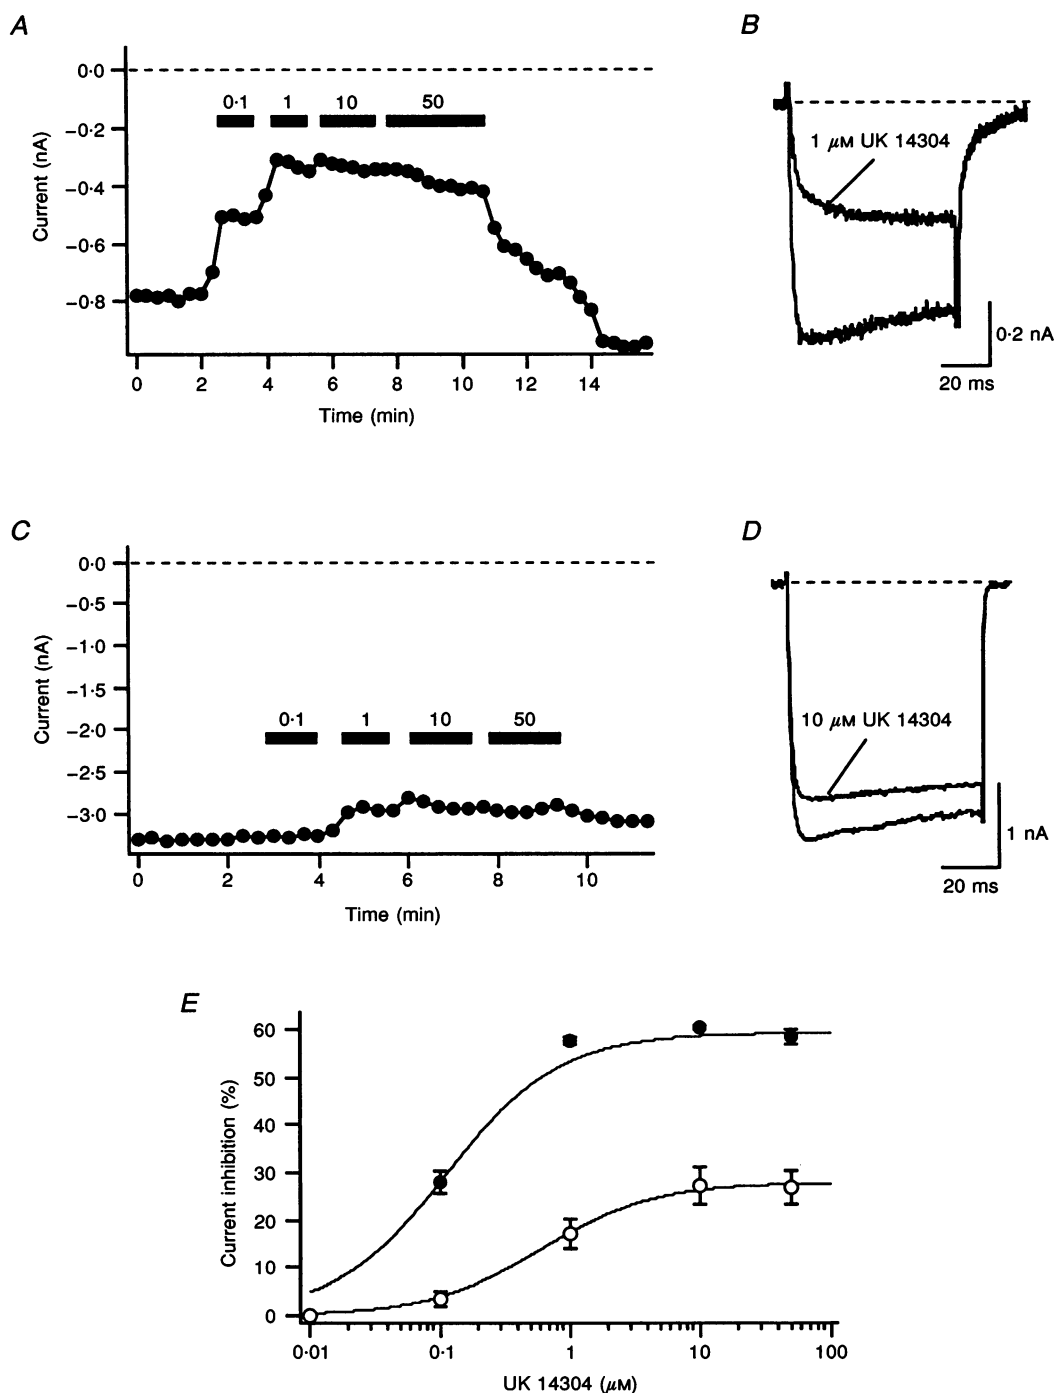 A
0·0
−0·2
−0·4
−0·6
−0·8
Current (nA)
0·1 1 10 50
0 2 4 6 8 10 12 14
Time (min)
B
1 μM UK 14304
0·2 nA
20 ms
C
0·0
−0·5
−1·0
−1·5
−2·0
−2·5
−3·0
Current (nA)
0·1 1 10 50
0 2 4 6 8 10
Time (min)
D
10 μM UK 14304
1 nA
20 ms
E
60
50
40
30
20
10
0
Current inhibition (%)
0·01 0·1 1 10 100
UK 14304 (μM)